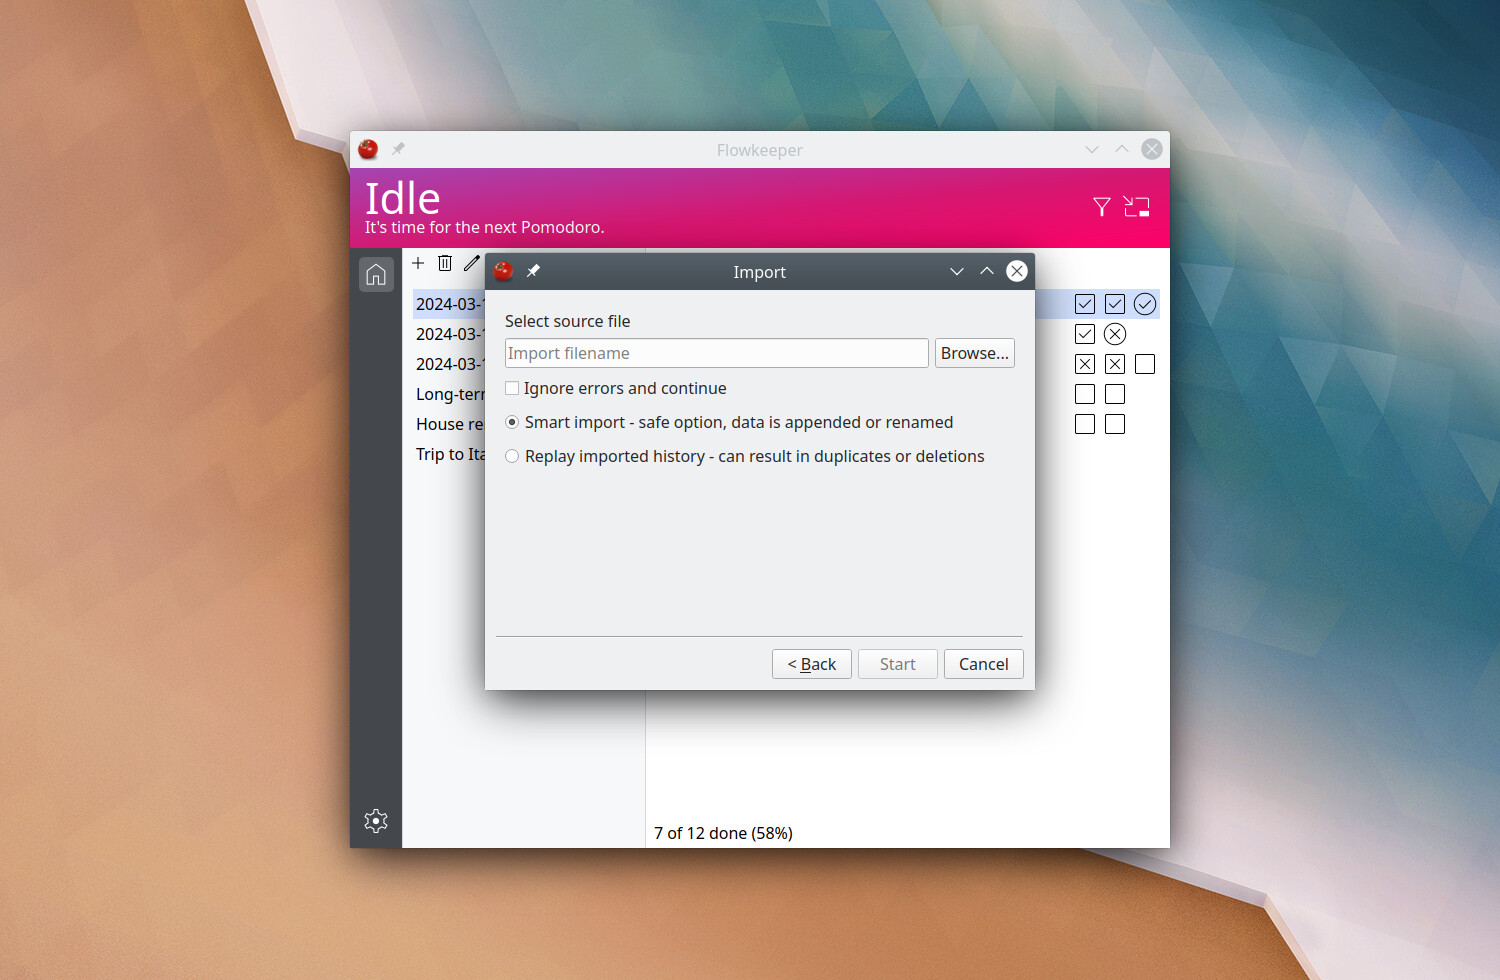 Flowkeeper
Idle
It's time for the next Pomodoro.
Import
2024-03-
2024-03-
2024-03-
Long-ter
House re
Trip to Ita
Select source file
Import filename
Browse...
Ignore errors and continue
Smart import - safe option, data is appended or renamed
Replay imported history - can result in duplicates or deletions
< Back
Start
Cancel
7 of 12 done (58%)